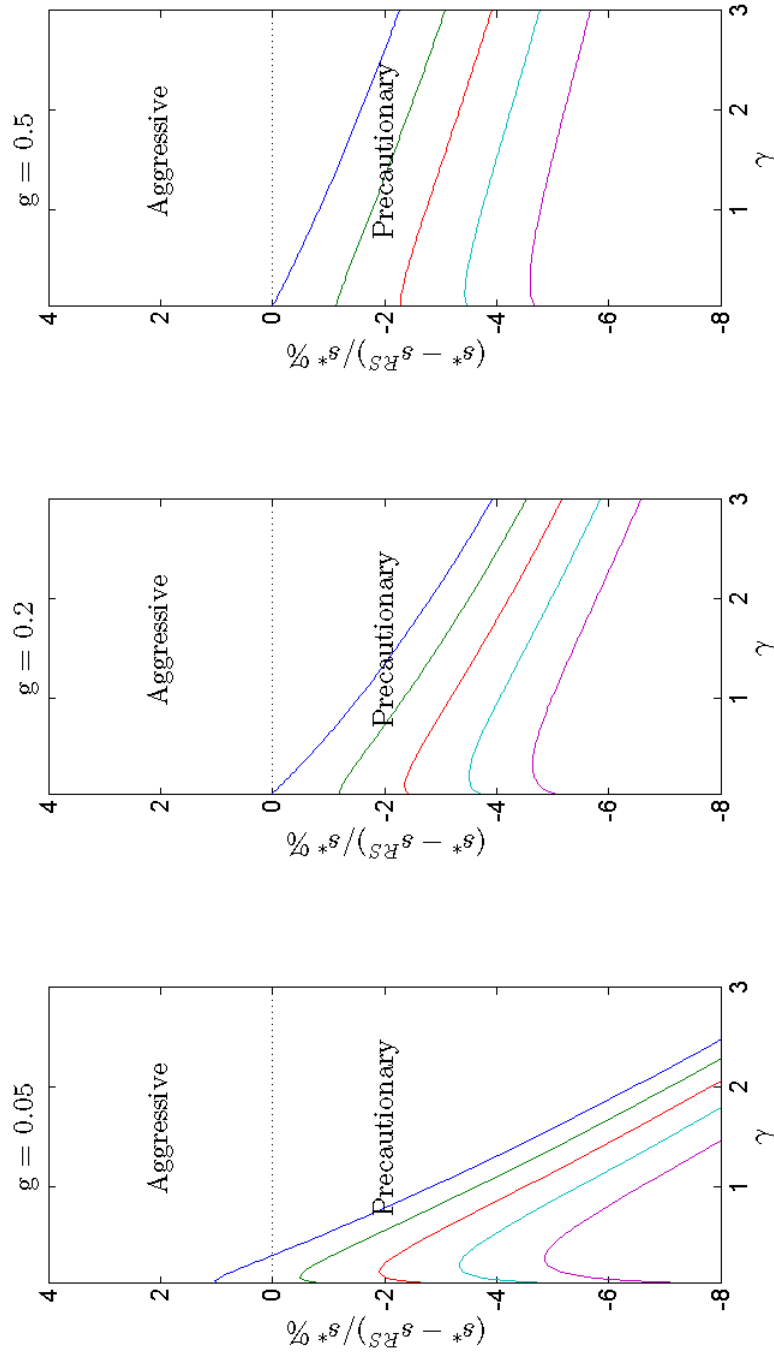 g = 0.05
4
2
0
-2
-4
-6
-8
(s* − s^RS)/s* %
Aggressive
Precautionary
1 2 3
γ
g = 0.2
4
2
0
-2
-4
-6
-8
(s* − s^RS)/s* %
Aggressive
Precautionary
1 2 3
γ
g = 0.5
4
2
0
-2
-4
-6
-8
(s* − s^RS)/s* %
Aggressive
Precautionary
1 2 3
γ